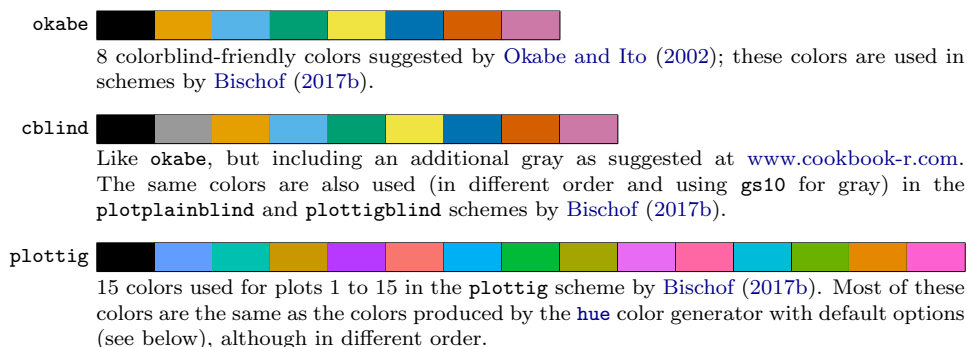 okabe
8 colorblind-friendly colors suggested by Okabe and Ito (2002); these colors are used in
schemes by Bischof (2017b).
cblind
Like okabe, but including an additional gray as suggested at www.cookbook-r.com.
The same colors are also used (in different order and using gs10 for gray) in the
plotplainblind and plottigblind schemes by Bischof (2017b).
plottig
15 colors used for plots 1 to 15 in the plottig scheme by Bischof (2017b). Most of these
colors are the same as the colors produced by the hue color generator with default options
(see below), although in different order.